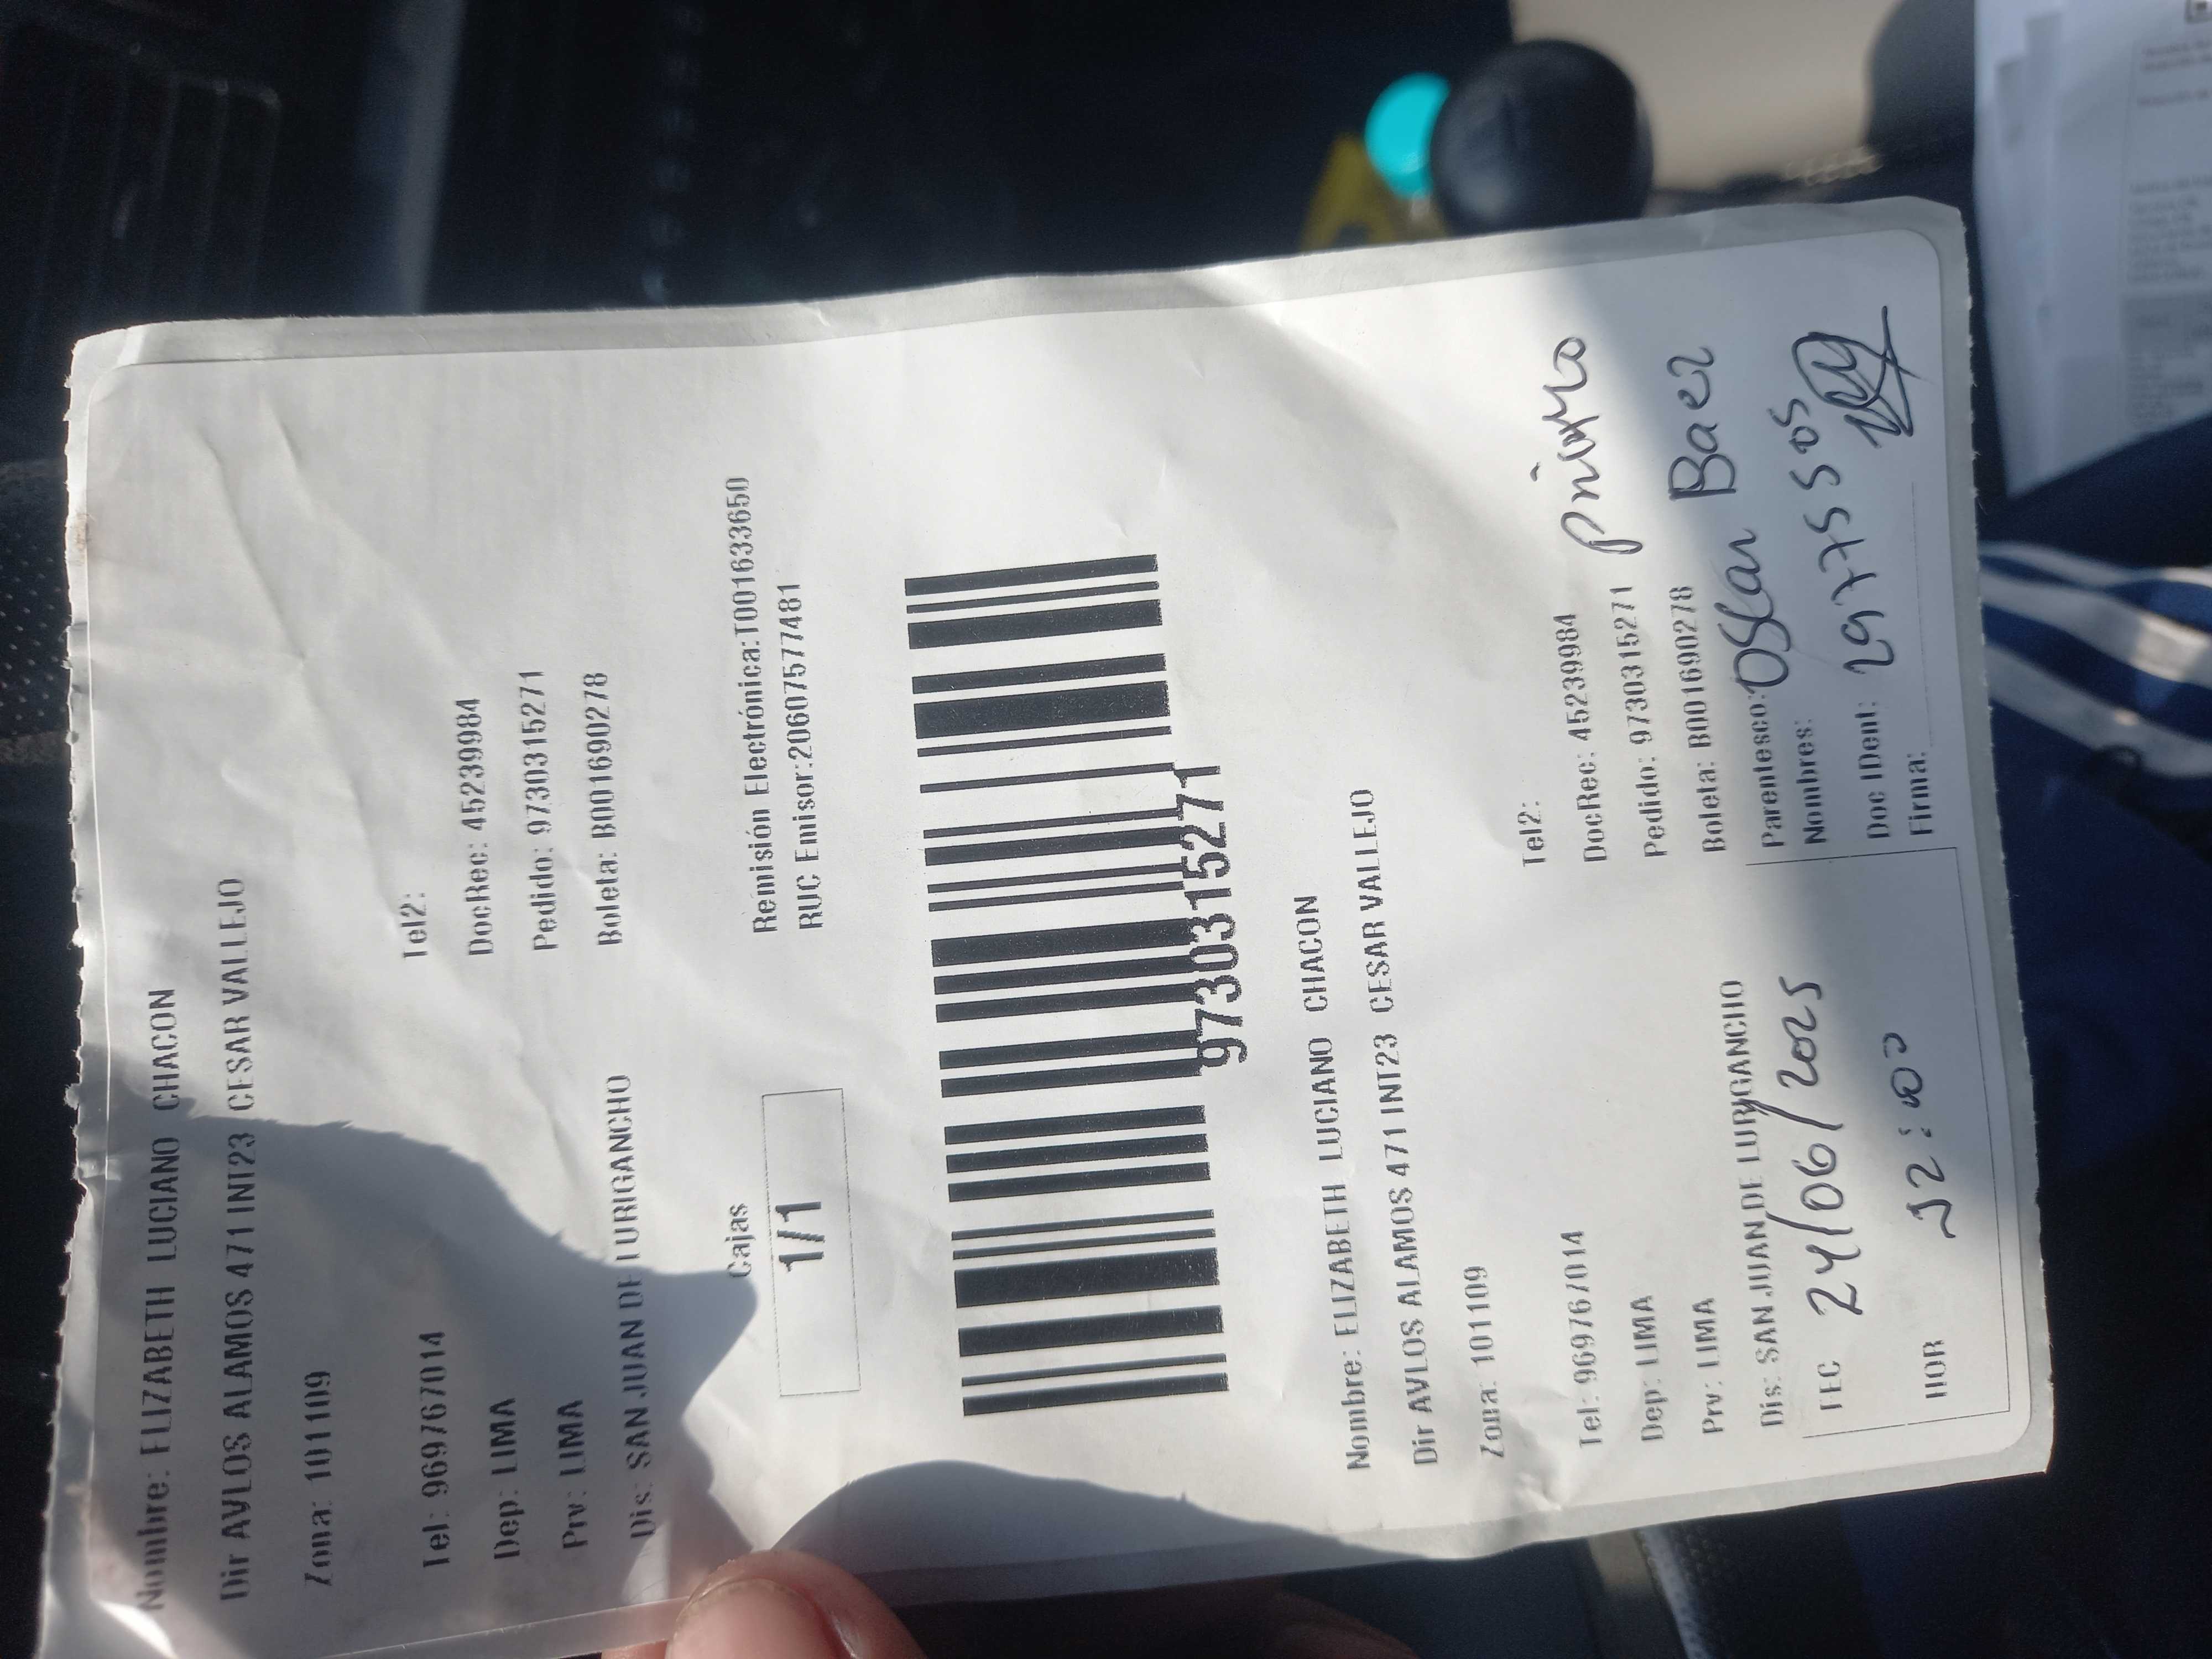 Nombre: ELIZABETH LUCIANO CHACON
Dir AVLOS ALAMOS 471 INT23 CESAR VALLEJO
Zona: 101109
Tel: 969767014 Tel2:
Dep: LIMA DocRec: 45239984
Prv: LIMA Pedido: 9730315271
Dis: SAN JUAN DE LURIGANCHO Boleta: B001690278
Cajas Remisión Electrónica:T001633650
1/1 RUC Emisor:20607577481
9730315271
Nombre: ELIZABETH LUCIANO CHACON
Dir AVLOS ALAMOS 471 INT23 CESAR VALLEJO
Zona: 101109
Tel: 969767014 Tel2:
Dep: LIMA DocRec: 45239984
Prv: LIMA Pedido: 9730315271 primo
Dis: SAN JUAN DE LURIGANCHO Boleta: B001690278
FEC 24/06/2025 Parentesco: Oscar Baez
Nombres:
HOR 12:00 Doc IDent:
Firma: